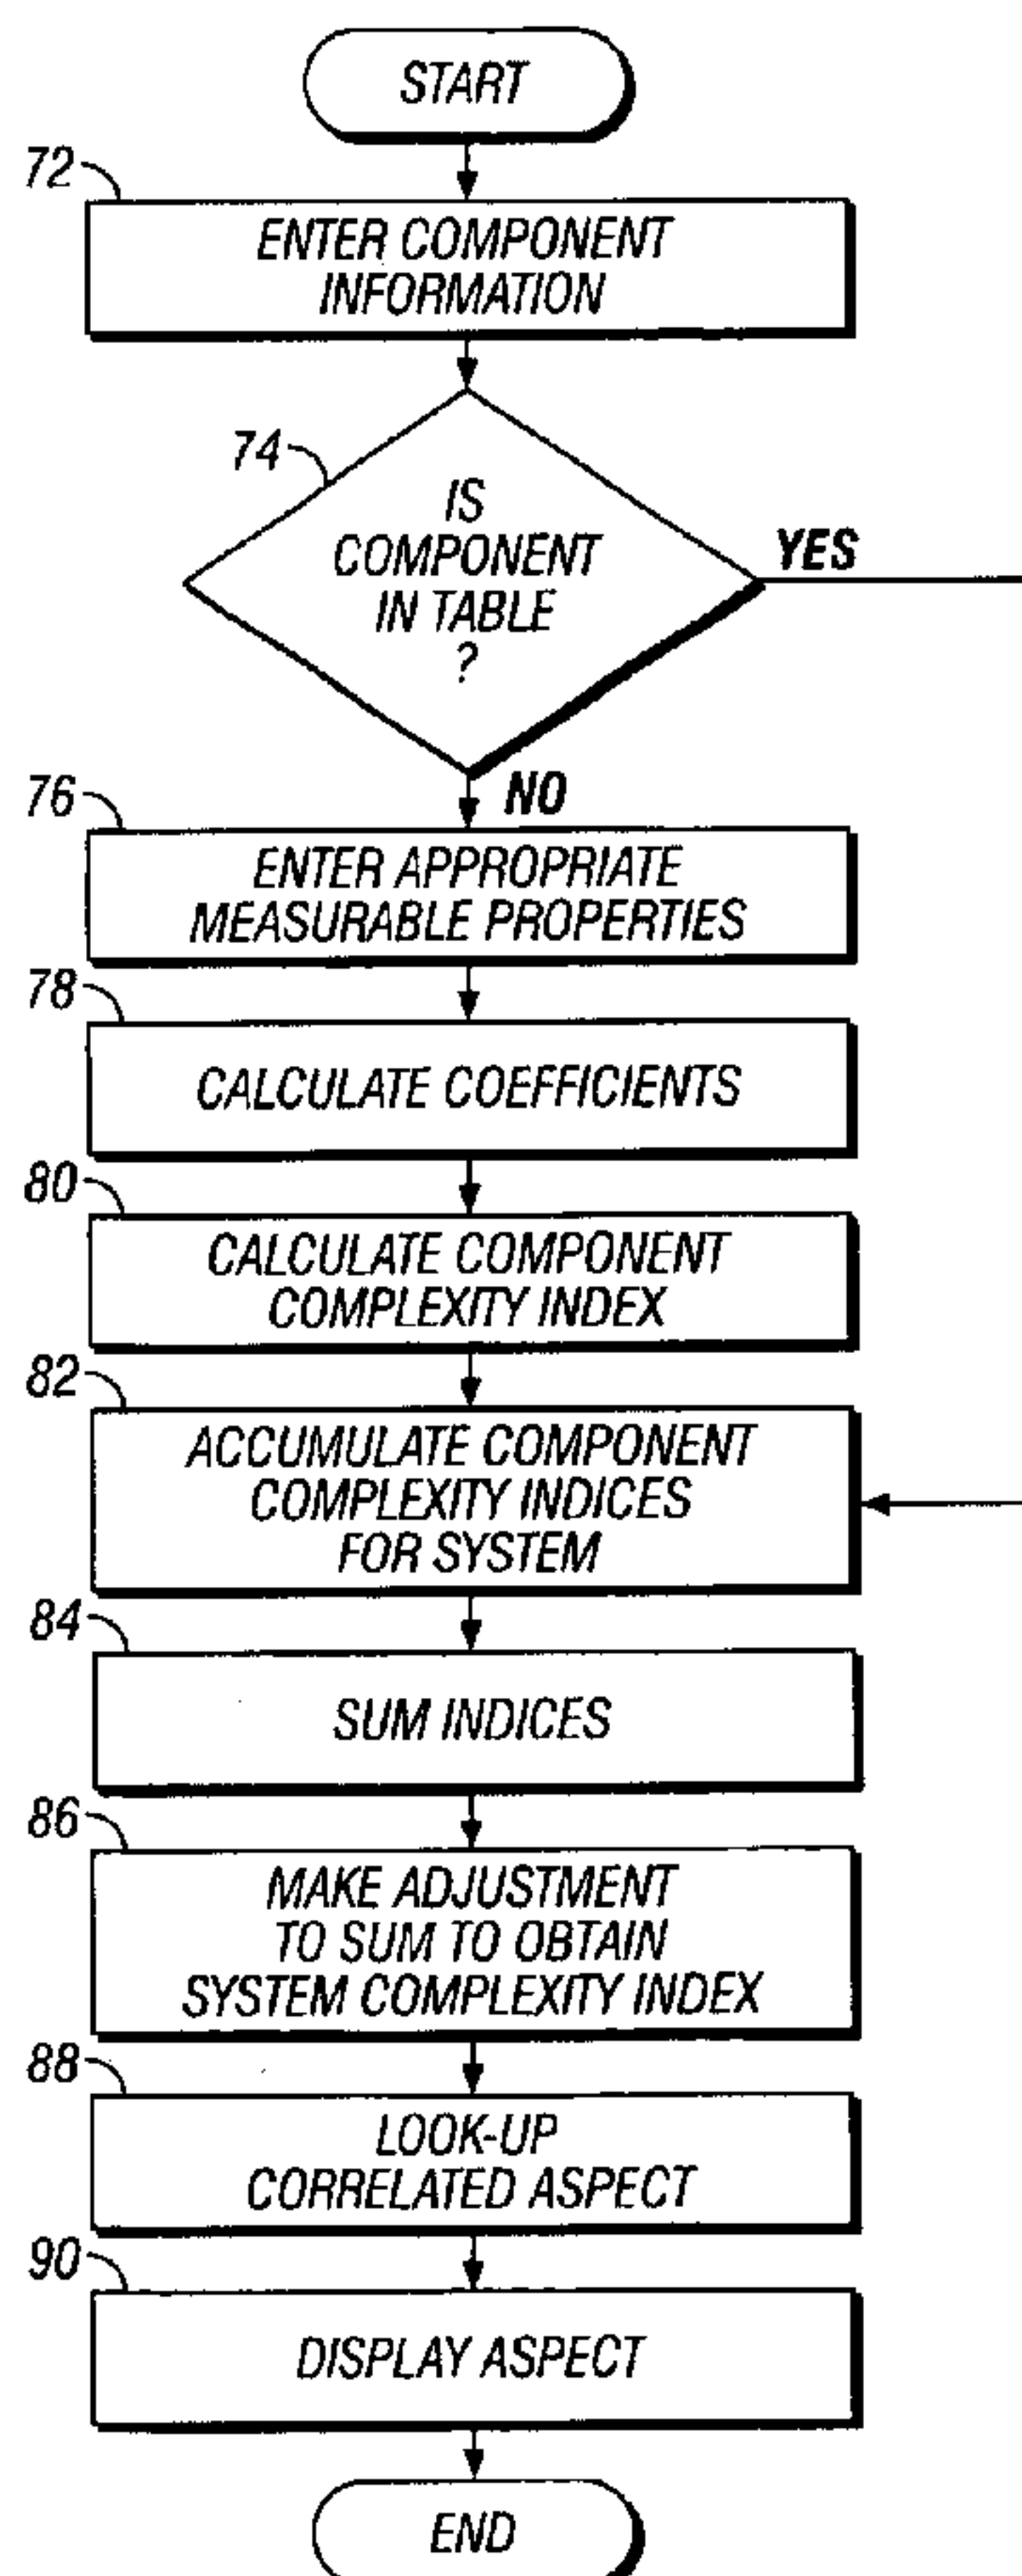 START
72
ENTER COMPONENT
INFORMATION
74
IS
COMPONENT
IN TABLE
?
YES
NO
76
ENTER APPROPRIATE
MEASURABLE PROPERTIES
78
CALCULATE COEFFICIENTS
80
CALCULATE COMPONENT
COMPLEXITY INDEX
82
ACCUMULATE COMPONENT
COMPLEXITY INDICES
FOR SYSTEM
84
SUM INDICES
86
MAKE ADJUSTMENT
TO SUM TO OBTAIN
SYSTEM COMPLEXITY INDEX
88
LOOK-UP
CORRELATED ASPECT
90
DISPLAY ASPECT
END